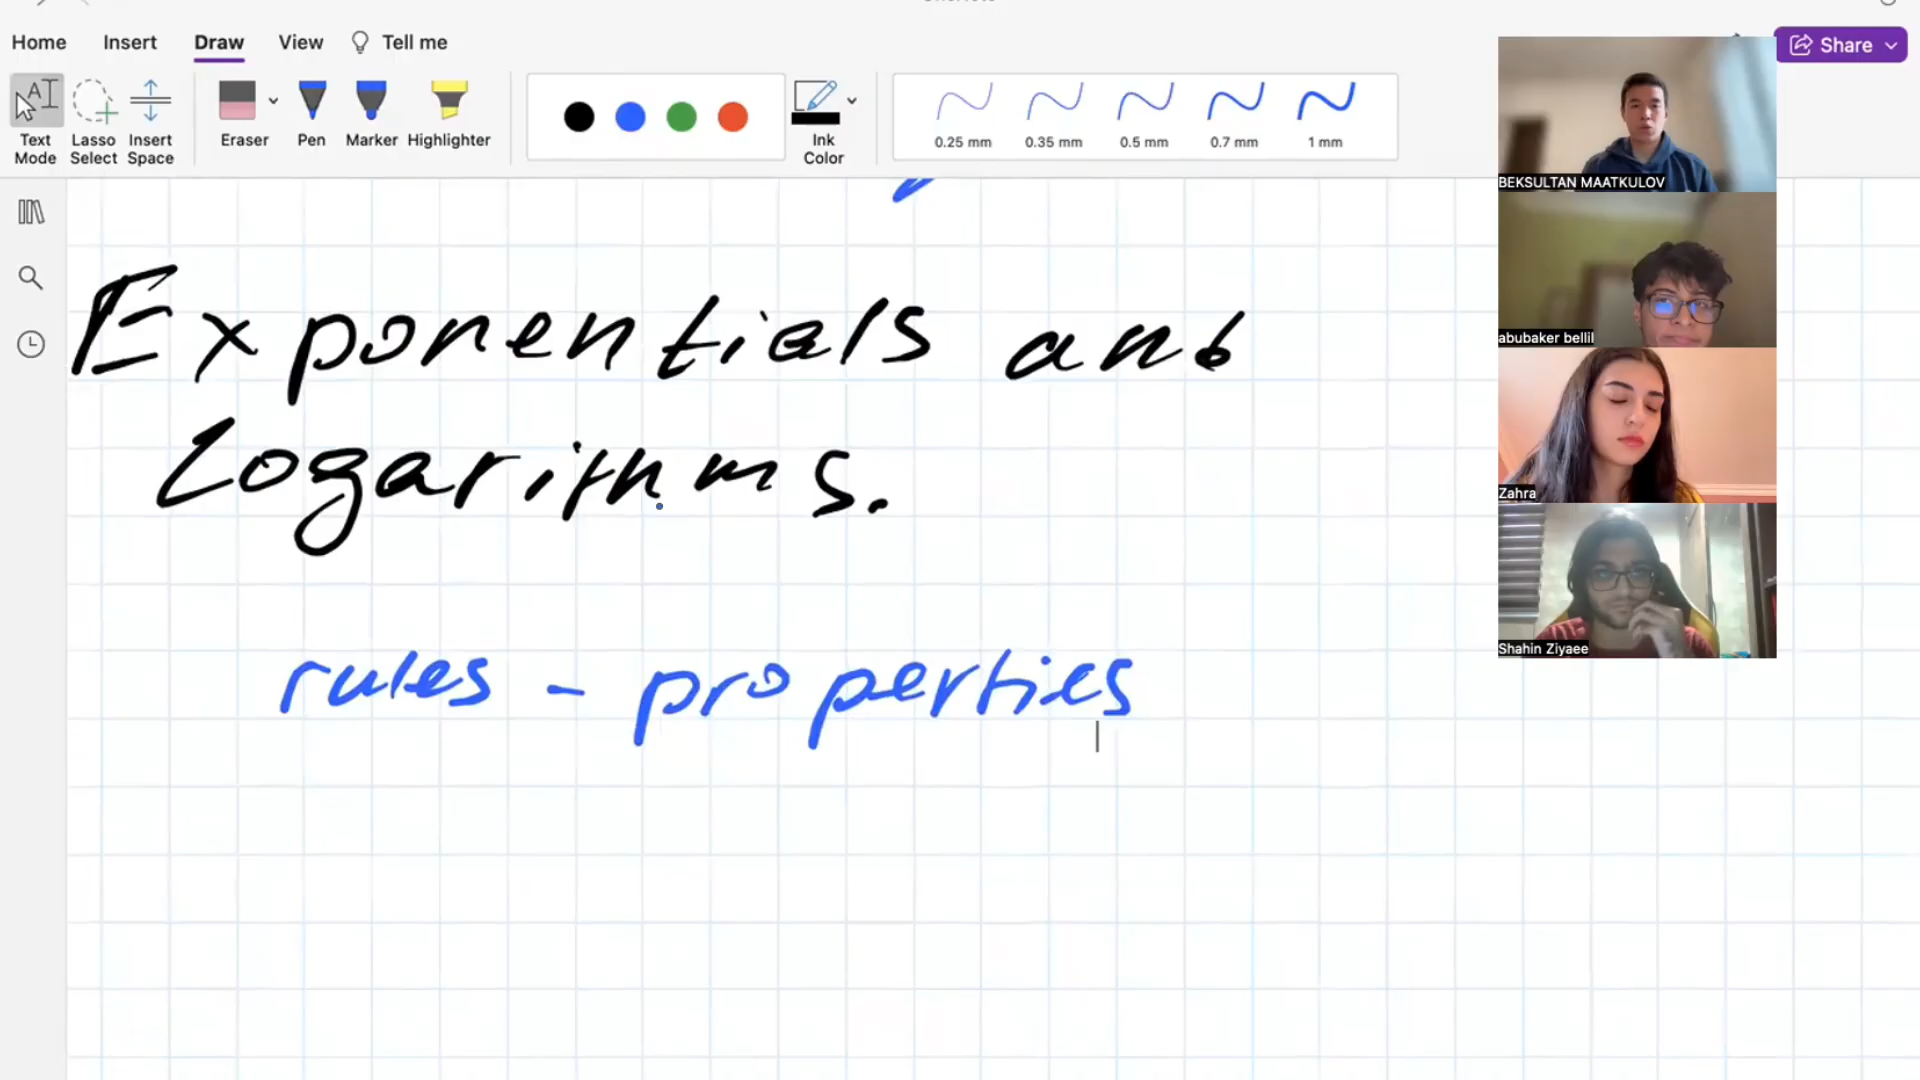 Home Insert Draw View Tell me
Share
Text Mode
Lasso Select
Insert Space
Eraser
Pen
Marker
Highlighter
Ink Color
0.25 mm 0.35 mm 0.5 mm 0.7 mm 1 mm
BEKSULTAN MAATKULOV
abubaker bellil
Zahra
Shahin Ziyaee
Exponentials and
Logarithms.
rules - properties